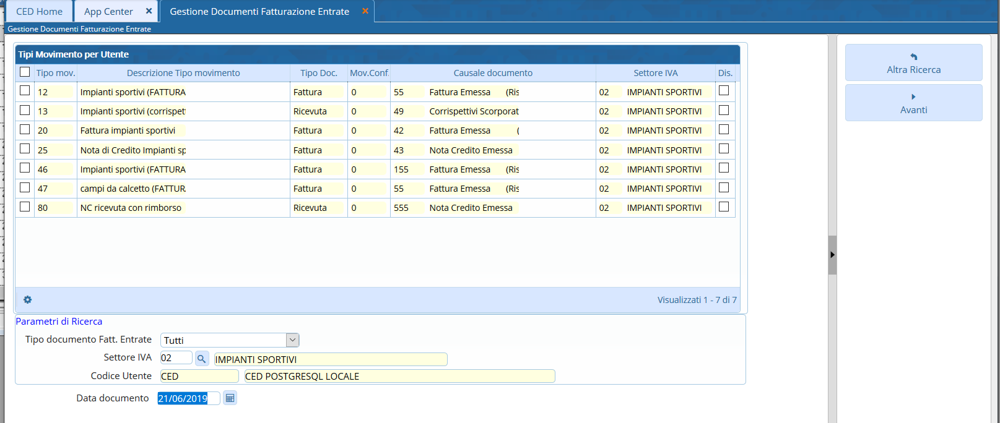 CED Home App Center × Gestione Documenti Fatturazione Entrate ×
Gestione Documenti Fatturazione Entrate
Tipi Movimento per Utente
Tipo mov. Descrizione Tipo movimento Tipo Doc. Mov.Conf. Causale documento Settore IVA Dis.
12 Impianti sportivi (FATTURA Fattura 0 55 Fattura Emessa (Ris 02 IMPIANTI SPORTIVI
13 Impianti sportivi (corrispet Ricevuta 0 49 Corrispettivi Scorporat 02 IMPIANTI SPORTIVI
20 Fattura impianti sportivi Fattura 0 42 Fattura Emessa ( 02 IMPIANTI SPORTIVI
25 Nota di Credito Impianti sp Fattura 0 43 Nota Credito Emessa 02 IMPIANTI SPORTIVI
46 Impianti sportivi (FATTURA Fattura 0 155 Fattura Emessa (Ris 02 IMPIANTI SPORTIVI
47 campi da calcetto (FATTUR. Fattura 0 55 Fattura Emessa (Ris 02 IMPIANTI SPORTIVI
80 NC ricevuta con rimborso Ricevuta 0 555 Nota Credito Emessa 02 IMPIANTI SPORTIVI
Visualizzati 1 - 7 di 7
Parametri di Ricerca
Tipo documento Fatt. Entrate Tutti
Settore IVA 02 IMPIANTI SPORTIVI
Codice Utente CED CED POSTGRESQL LOCALE
Data documento 21/06/2019
Altra Ricerca
Avanti